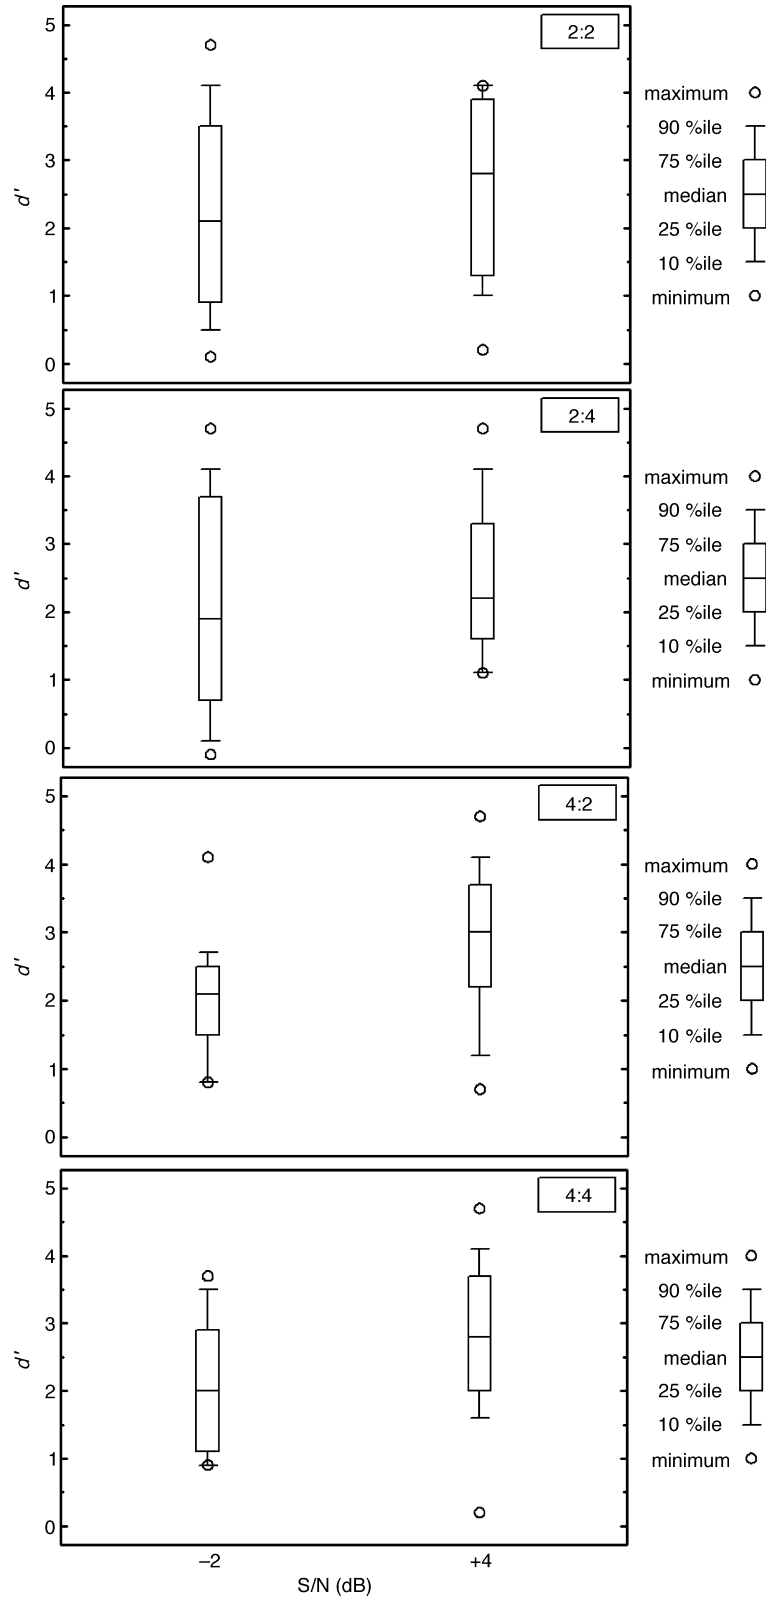 5
4
3
2
1
0
d′
2:2
maximum
90 %ile
75 %ile
median
25 %ile
10 %ile
minimum
5
4
3
2
1
0
d′
2:4
maximum
90 %ile
75 %ile
median
25 %ile
10 %ile
minimum
5
4
3
2
1
0
d′
4:2
maximum
90 %ile
75 %ile
median
25 %ile
10 %ile
minimum
5
4
3
2
1
0
d′
4:4
maximum
90 %ile
75 %ile
median
25 %ile
10 %ile
minimum
–2 +4
S/N (dB)